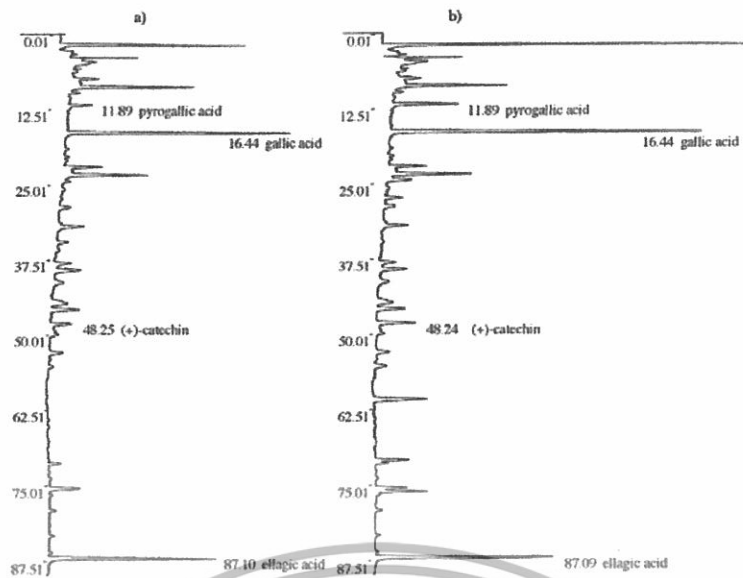 a)
0.01
11.89 pyrogallic acid
12.51
16.44 gallic acid
25.01
37.51
48.25 (+)-catechin
50.01
62.51
75.01
87.10 ellagic acid
87.51
b)
0.01
11.89 pyrogallic acid
12.51
16.44 gallic acid
25.01
37.51
48.24 (+)-catechin
50.01
62.51
75.01
87.09 ellagic acid
87.51